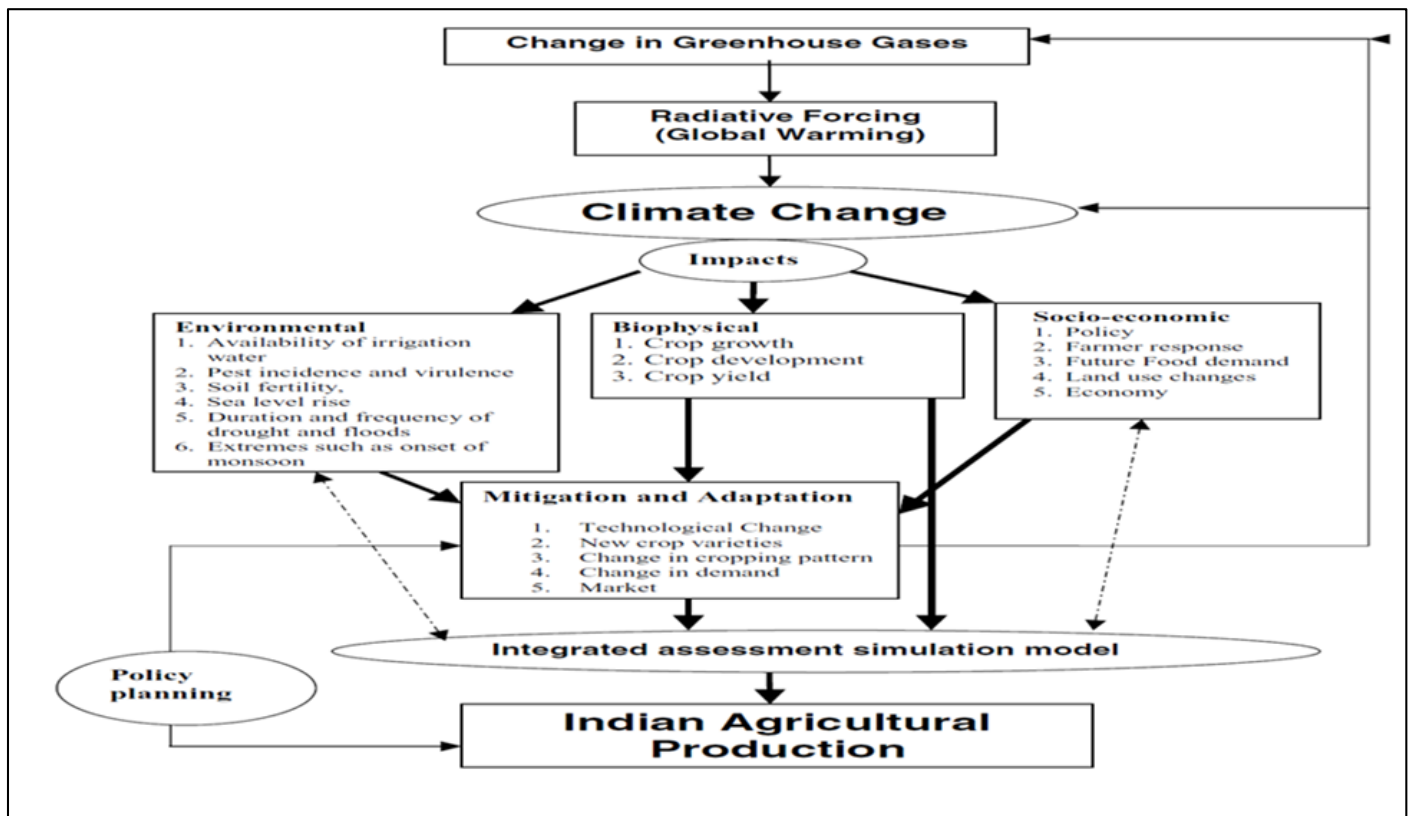 Change in Greenhouse Gases
Radiative Forcing
(Global Warming)
Climate Change
Impacts
Environmental
1. Availability of irrigation
water
2. Pest incidence and virulence
3. Soil fertility,
4. Sea level rise
5. Duration and frequency of
drought and floods
6. Extremes such as onset of
monsoon
Biophysical
1. Crop growth
2. Crop development
3. Crop yield
Socio-economic
1. Policy
2. Farmer response
3. Future Food demand
4. Land use changes
5. Economy
Mitigation and Adaptation
1. Technological Change
2. New crop varieties
3. Change in cropping pattern
4. Change in demand
5. Market
Integrated assessment simulation model
Policy
planning
Indian Agricultural
Production